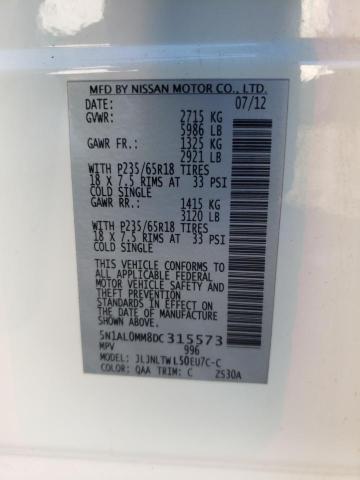 MFD BY NISSAN MOTOR CO., LTD.
DATE: 07/12
GVWR: 2715 KG
5986 LB
GAWR FR.: 1325 KG
2921 LB
WITH P235/65R18 TIRES
18 X 7.5 RIMS AT 33 PSI
COLD SINGLE
GAWR RR.: 1415 KG
3120 LB
WITH P235/65R18 TIRES
18 X 7.5 RIMS AT 33 PSI
COLD SINGLE
THIS VEHICLE CONFORMS TO
ALL APPLICABLE FEDERAL
MOTOR VEHICLE SAFETY AND
THEFT PREVENTION
STANDARDS IN EFFECT ON
THE DATE OF MANUFACTURE
SHOWN ABOVE
5N1AL0MM8DC315573
MPV 996
MODEL: JLJNLTWL50EU7C-C
COLOR: QAA TRIM: C 2S30A